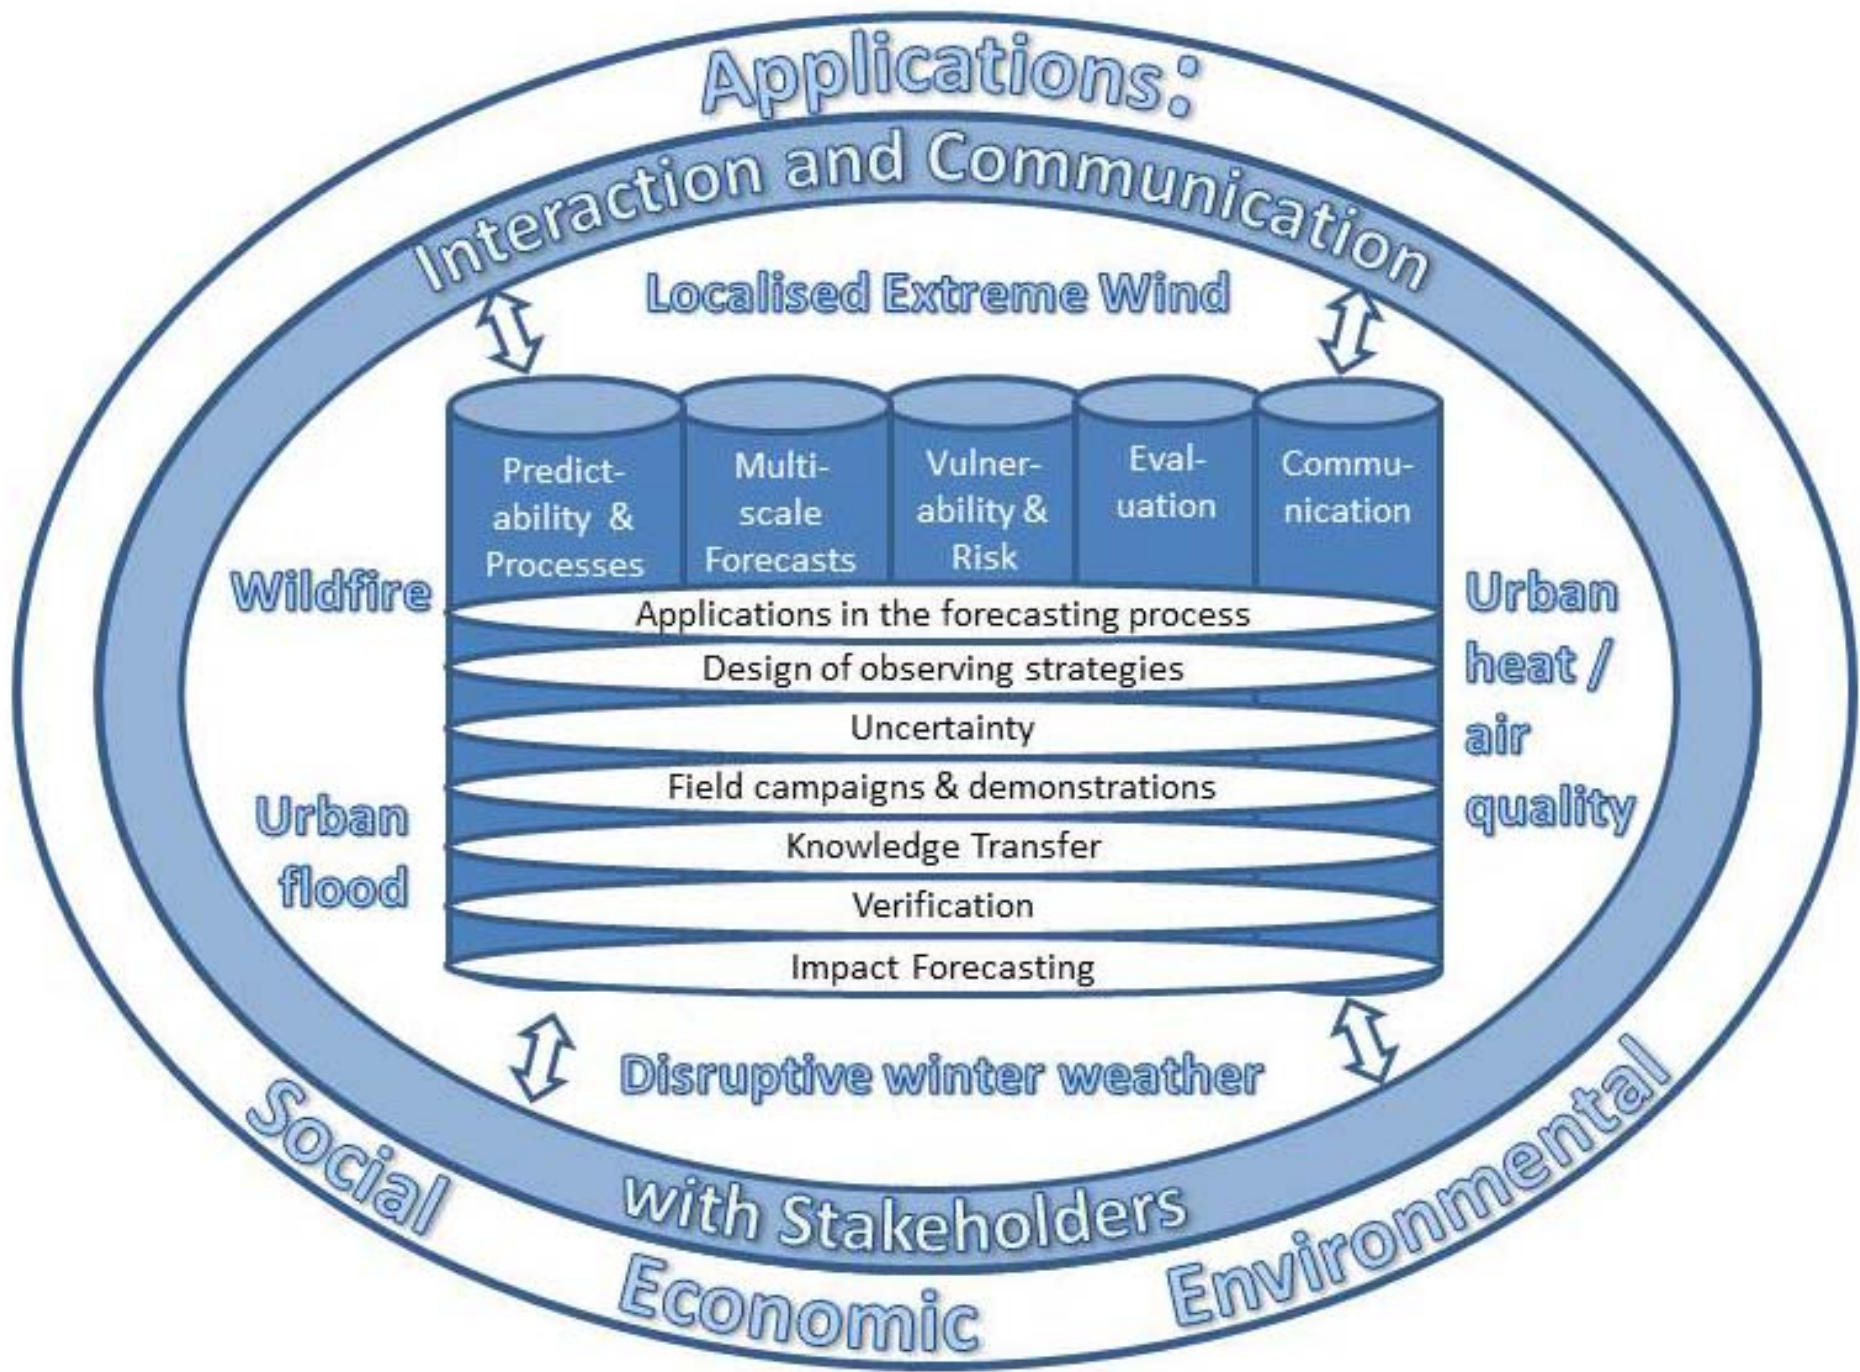 Applications:
Interaction and Communication
Localised Extreme Wind
Predict-
ability &
Processes
Multi-
scale
Forecasts
Vulner-
ability &
Risk
Eval-
uation
Commu-
nication
Wildfire
Urban
flood
Applications in the forecasting process
Design of observing strategies
Uncertainty
Field campaigns & demonstrations
Knowledge Transfer
Verification
Impact Forecasting
Urban
heat /
air
quality
Disruptive winter weather
with Stakeholders
Social
Economic
Environmental